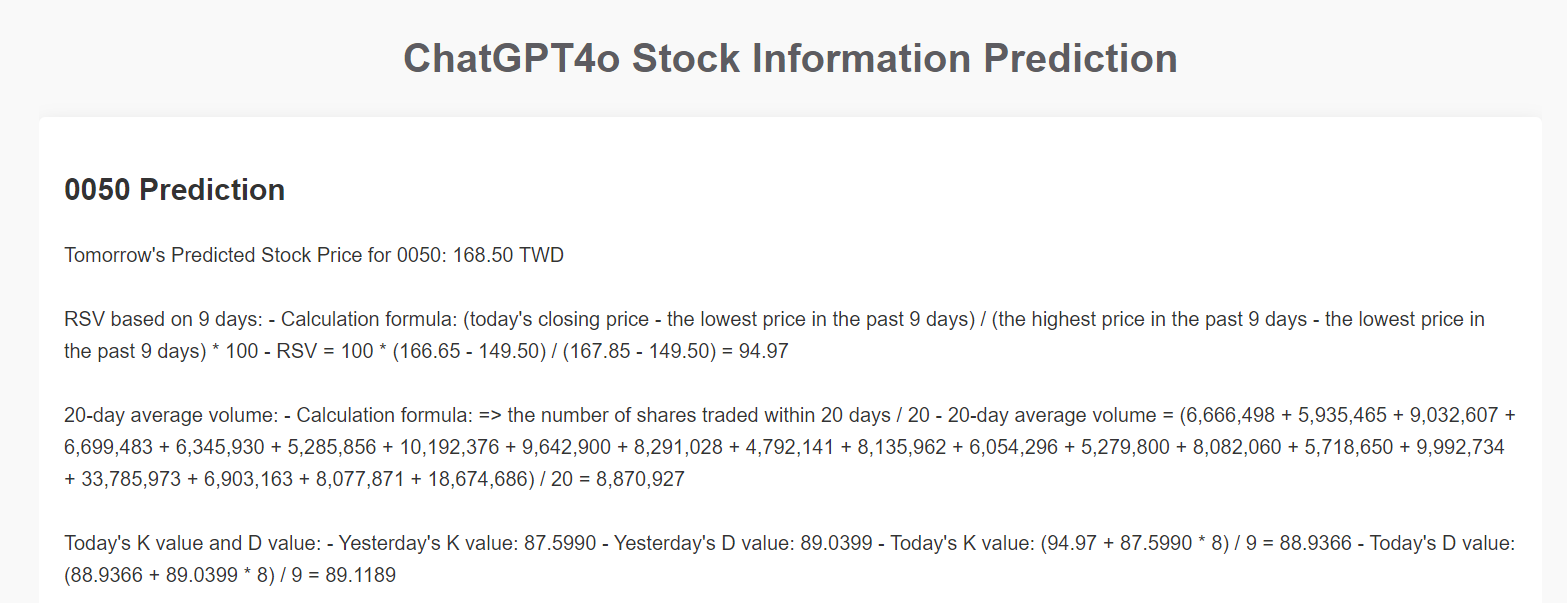 ChatGPT4o Stock Information Prediction
0050 Prediction
Tomorrow's Predicted Stock Price for 0050: 168.50 TWD
RSV based on 9 days: - Calculation formula: (today's closing price - the lowest price in the past 9 days) / (the highest price in the past 9 days - the lowest price in
the past 9 days) * 100 - RSV = 100 * (166.65 - 149.50) / (167.85 - 149.50) = 94.97
20-day average volume: - Calculation formula: => the number of shares traded within 20 days / 20 - 20-day average volume = (6,666,498 + 5,935,465 + 9,032,607 +
6,699,483 + 6,345,930 + 5,285,856 + 10,192,376 + 9,642,900 + 8,291,028 + 4,792,141 + 8,135,962 + 6,054,296 + 5,279,800 + 8,082,060 + 5,718,650 + 9,992,734
+ 33,785,973 + 6,903,163 + 8,077,871 + 18,674,686) / 20 = 8,870,927
Today's K value and D value: - Yesterday's K value: 87.5990 - Yesterday's D value: 89.0399 - Today's K value: (94.97 + 87.5990 * 8) / 9 = 88.9366 - Today's D value:
(88.9366 + 89.0399 * 8) / 9 = 89.1189